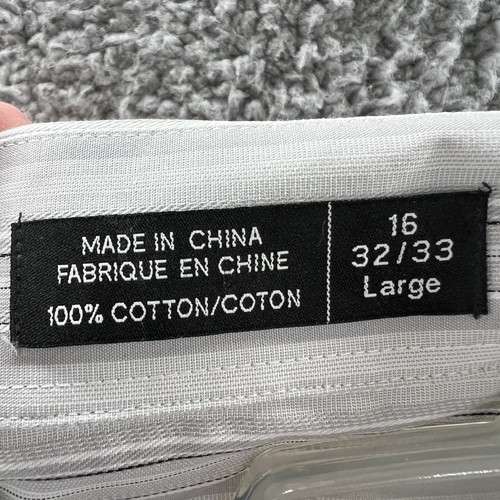 MADE IN CHINA
FABRIQUE EN CHINE
100% COTTON/COTON
16
32/33
Large